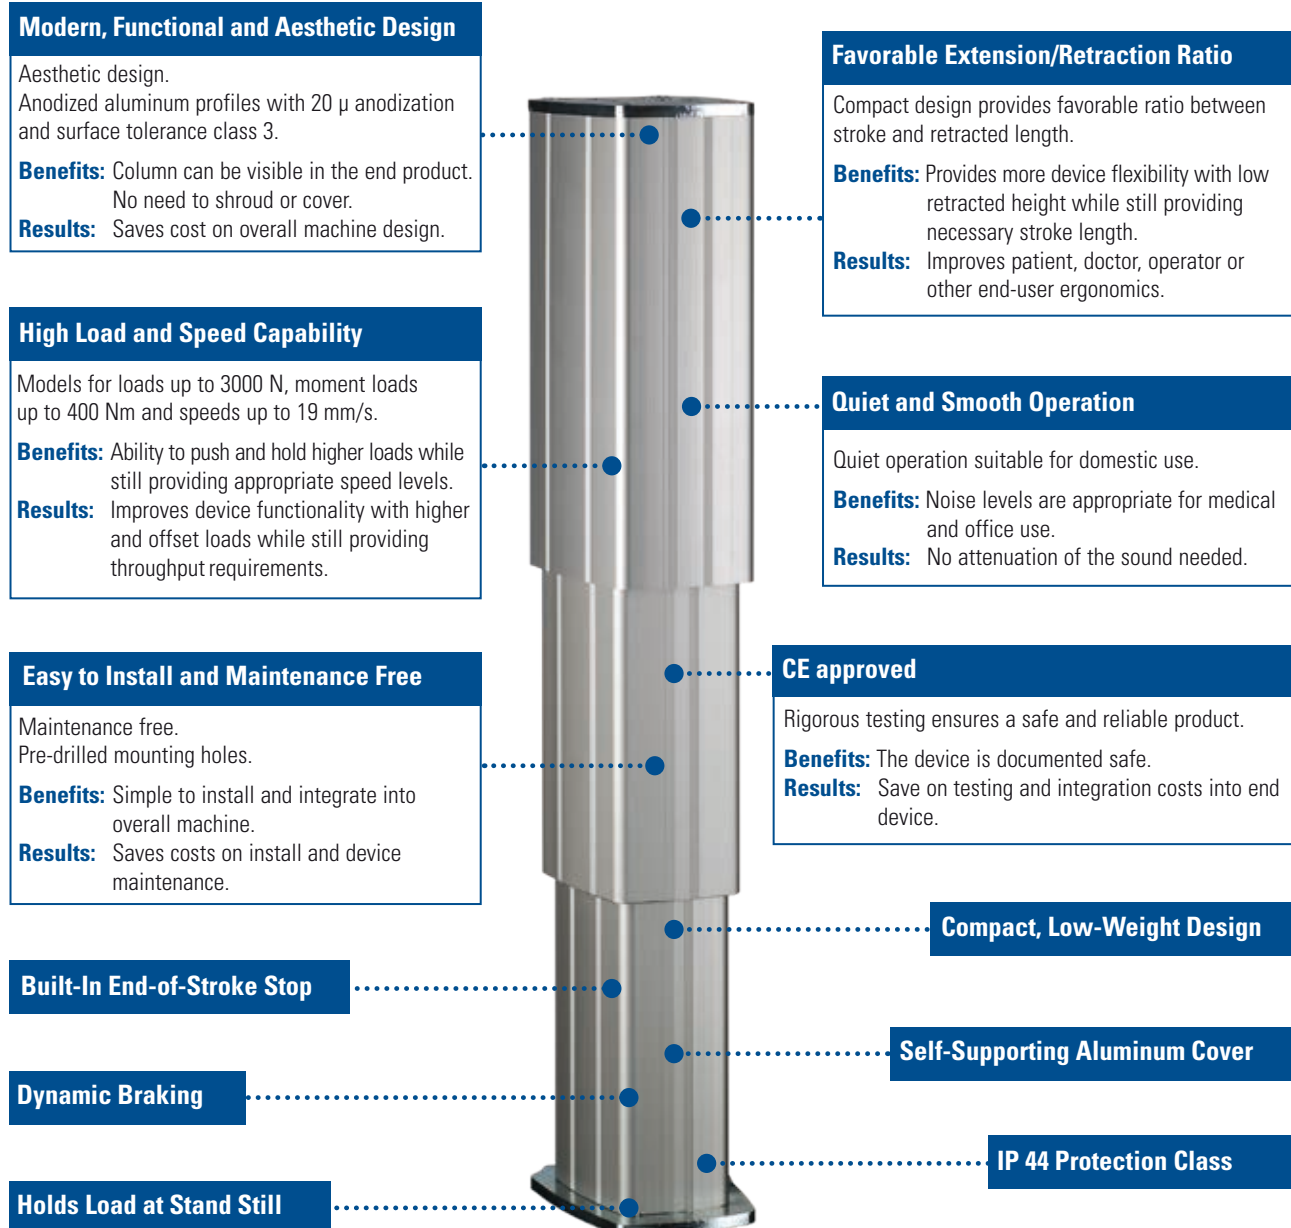 Modern, Functional and Aesthetic Design
Aesthetic design.
Anodized aluminum profiles with 20 µ anodization
and surface tolerance class 3.
Benefits: Column can be visible in the end product.
No need to shroud or cover.
Results: Saves cost on overall machine design.
High Load and Speed Capability
Models for loads up to 3000 N, moment loads
up to 400 Nm and speeds up to 19 mm/s.
Benefits: Ability to push and hold higher loads while
still providing appropriate speed levels.
Results: Improves device functionality with higher
and offset loads while still providing
throughput requirements.
Easy to Install and Maintenance Free
Maintenance free.
Pre-drilled mounting holes.
Benefits: Simple to install and integrate into
overall machine.
Results: Saves costs on install and device
maintenance.
Built-In End-of-Stroke Stop
Dynamic Braking
Holds Load at Stand Still
Favorable Extension/Retraction Ratio
Compact design provides favorable ratio between
stroke and retracted length.
Benefits: Provides more device flexibility with low
retracted height while still providing
necessary stroke length.
Results: Improves patient, doctor, operator or
other end-user ergonomics.
Quiet and Smooth Operation
Quiet operation suitable for domestic use.
Benefits: Noise levels are appropriate for medical
and office use.
Results: No attenuation of the sound needed.
CE approved
Rigorous testing ensures a safe and reliable product.
Benefits: The device is documented safe.
Results: Save on testing and integration costs into end
device.
Compact, Low-Weight Design
Self-Supporting Aluminum Cover
IP 44 Protection Class